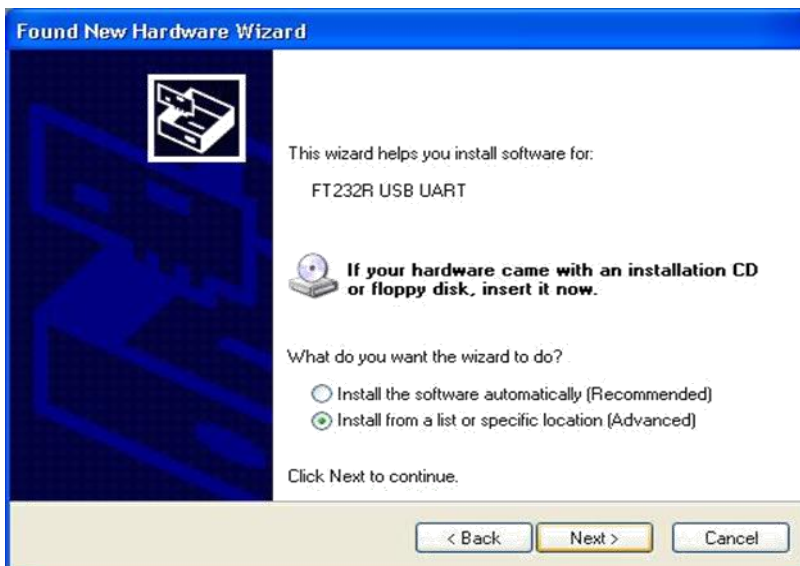 Found New Hardware Wizard
This wizard helps you install software for:
FT232R USB UART
If your hardware came with an installation CD
or floppy disk, insert it now.
What do you want the wizard to do?
Install the software automatically (Recommended)
Install from a list or specific location (Advanced)
Click Next to continue.
< Back
Next >
Cancel